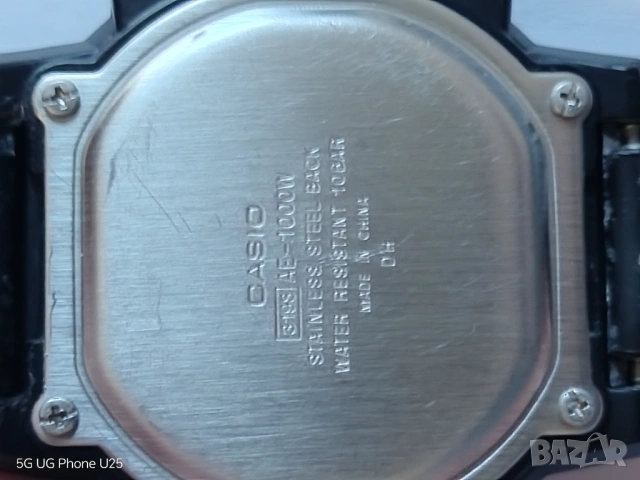 CASIO
3198 AE-1000W
STAINLESS STEEL BACK
WATER RESISTANT 10BAR
MADE IN CHINA
DH
5G UG Phone U25
BAZAR